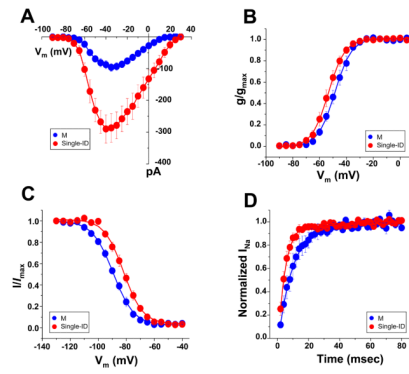 A
-100 -80 -60 -40 -20 20 40
Vm (mV)
-100
-200
-300
-400
pA
M
Single-ID
B
1.0
0.8
0.6
0.4
0.2
0.0
g/gmax
-100 -80 -60 -40 -20 0
Vm (mV)
M
Single-ID
C
1.0
0.8
0.6
0.4
0.2
0.0
I/Imax
-140 -120 -100 -80 -60 -40
Vm (mV)
M
Single-ID
D
1.0
0.8
0.6
0.4
0.2
0.0
Normalized INa
0 20 40 60 80
Time (msec)
M
Single-ID